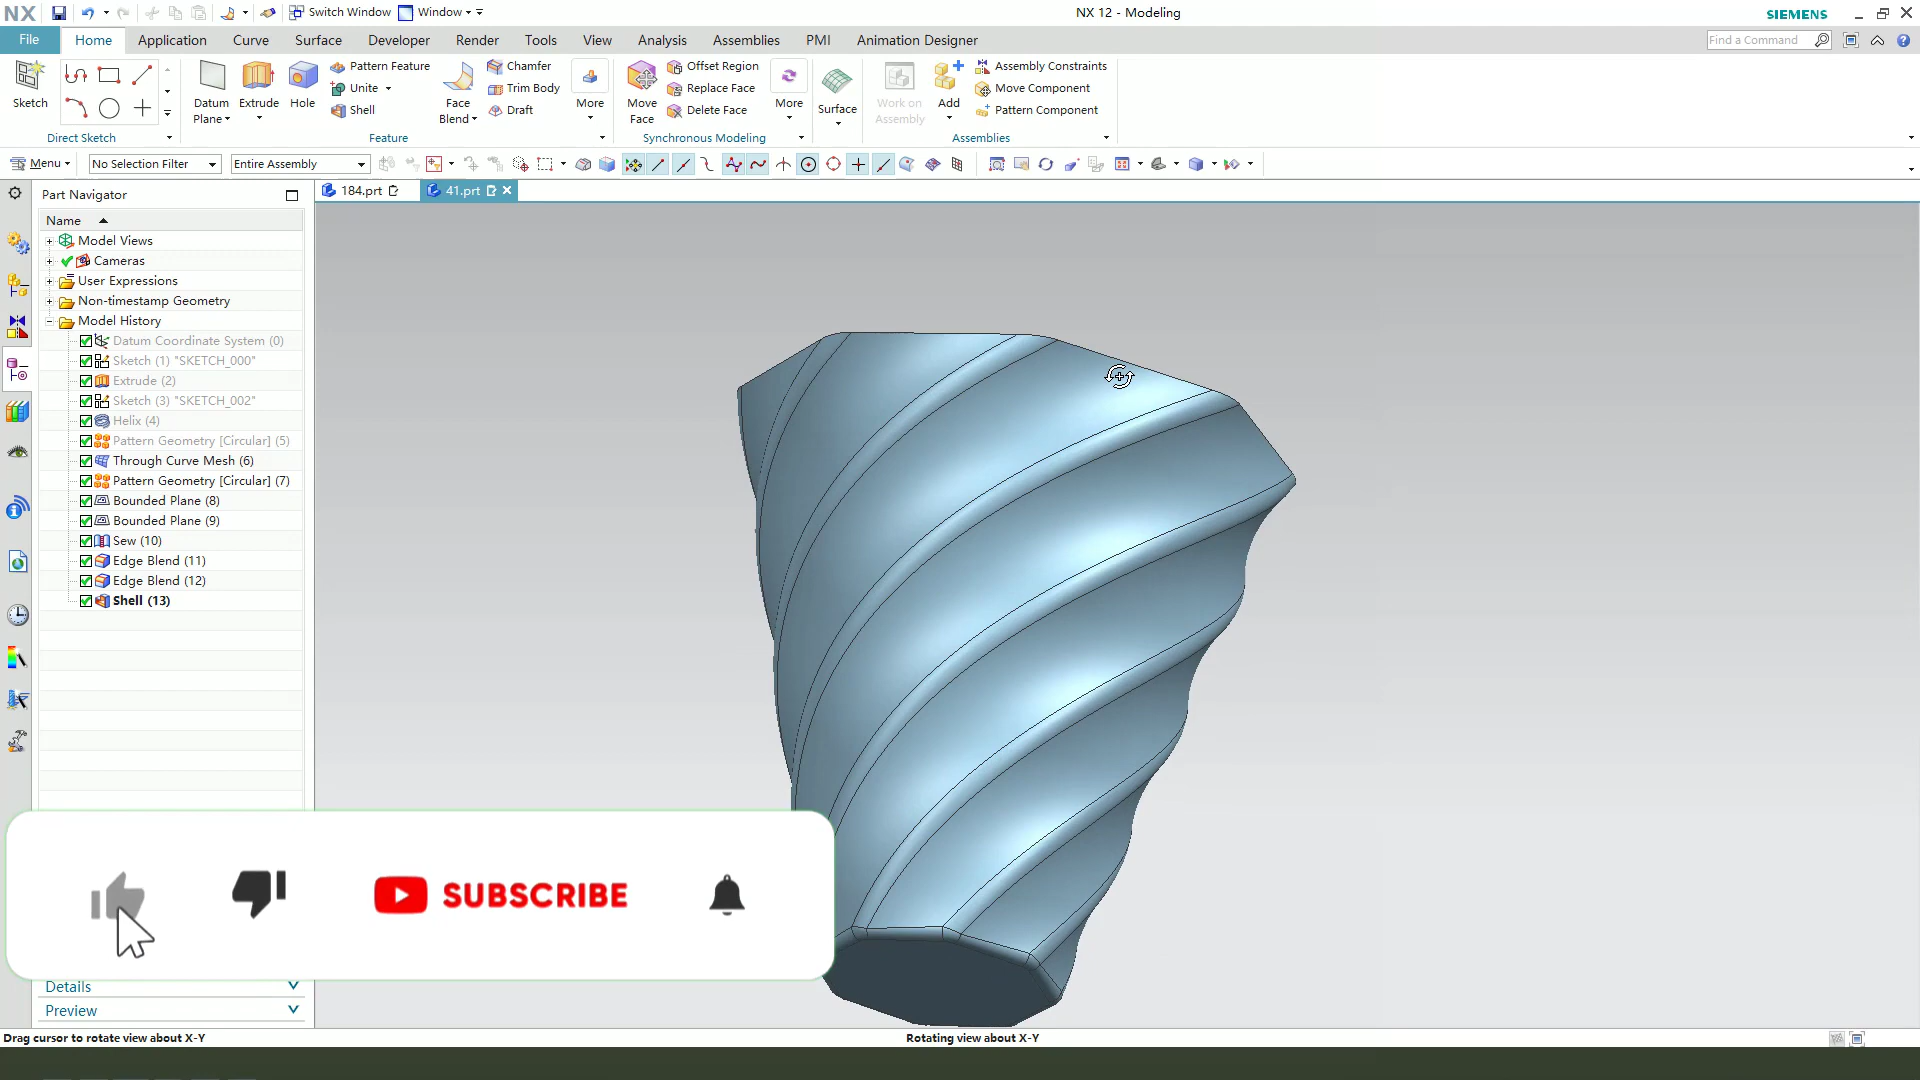 NX
Switch Window
Window
NX 12 - Modeling
SIEMENS
File
Home
Application
Curve
Surface
Developer
Render
Tools
View
Analysis
Assemblies
PMI
Animation Designer
Find a Command
Sketch
Direct Sketch
Datum
Plane
Extrude
Hole
Pattern Feature
Unite
Shell
Face
Blend
Chamfer
Trim Body
Draft
More
Feature
Move
Face
Offset Region
Replace Face
Delete Face
More
Synchronous Modeling
Surface
Work on
Assembly
Add
Assembly Constraints
Move Component
Pattern Component
Assemblies
Menu
No Selection Filter
Entire Assembly
Part Navigator
184.prt
41.prt
Name
Model Views
Cameras
User Expressions
Non-timestamp Geometry
Model History
Datum Coordinate System (0)
Sketch (1) "SKETCH_000"
Extrude (2)
Sketch (3) "SKETCH_002"
Helix (4)
Pattern Geometry [Circular] (5)
Through Curve Mesh (6)
Pattern Geometry [Circular] (7)
Bounded Plane (8)
Bounded Plane (9)
Sew (10)
Edge Blend (11)
Edge Blend (12)
Shell (13)
SUBSCRIBE
Details
Preview
Drag cursor to rotate view about X-Y
Rotating view about X-Y